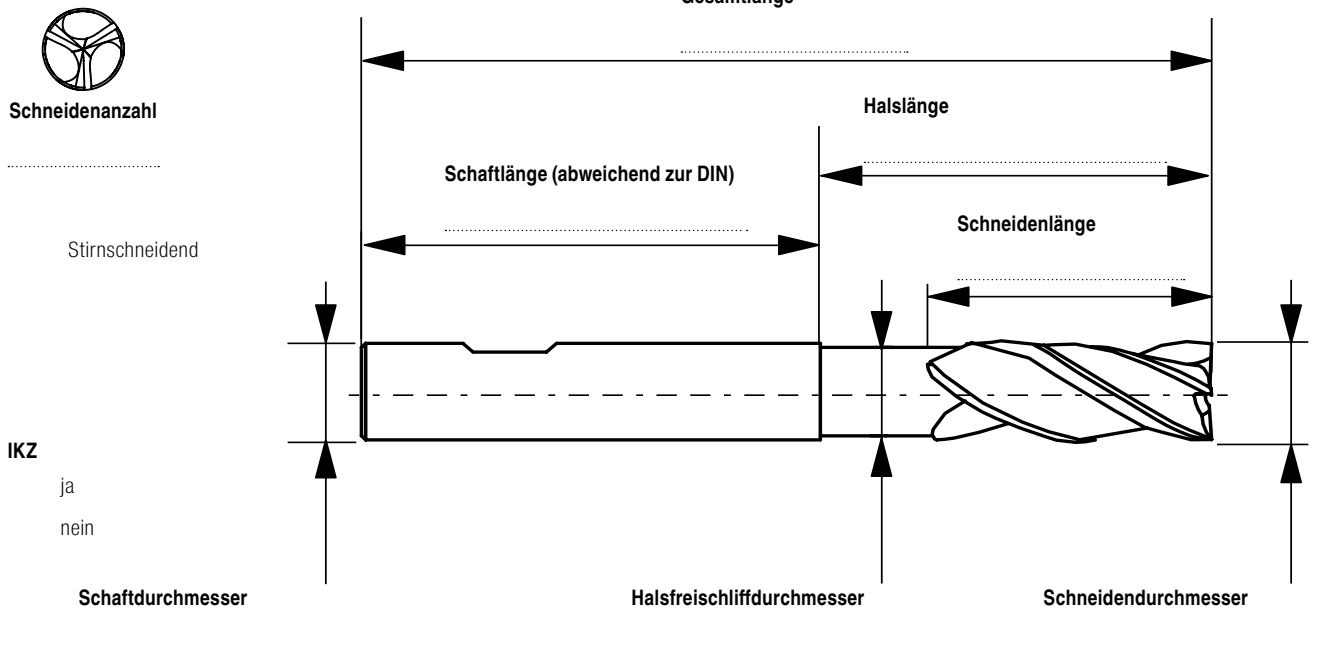 Gesamtlänge
Schneidenanzahl
Halslänge
Schaftlänge (abweichend zur DIN)
Schneidenlänge
Stirnschneidend
IKZ
ja
nein
Schaftdurchmesser
Halsfreischliffdurchmesser
Schneidendurchmesser